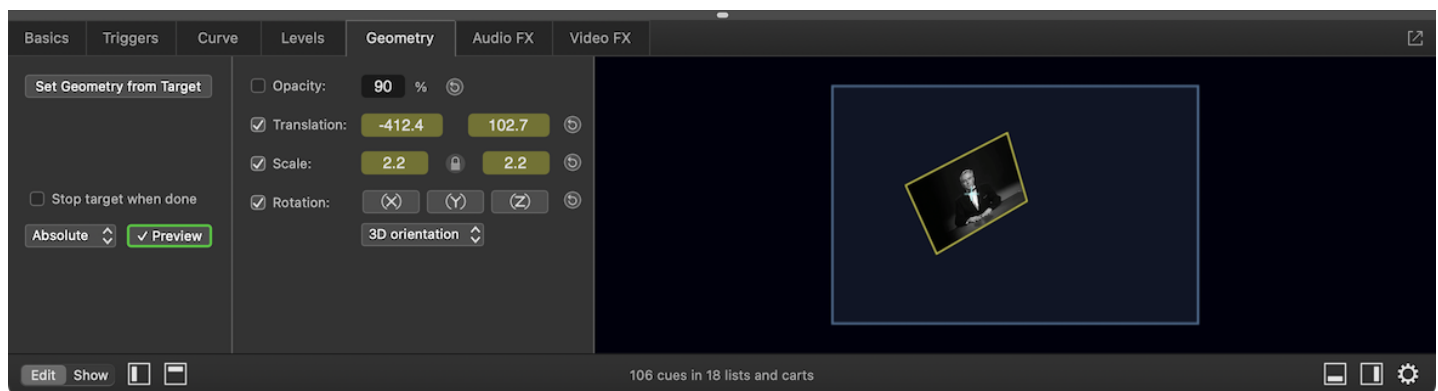 Basics Triggers Curve Levels Geometry Audio FX Video FX
Set Geometry from Target
Opacity: 90 %
Translation: -412.4 102.7
Scale: 2.2 2.2
Stop target when done
Rotation: (X) (Y) (Z)
Absolute ✓ Preview
3D orientation
Edit Show
106 cues in 18 lists and carts